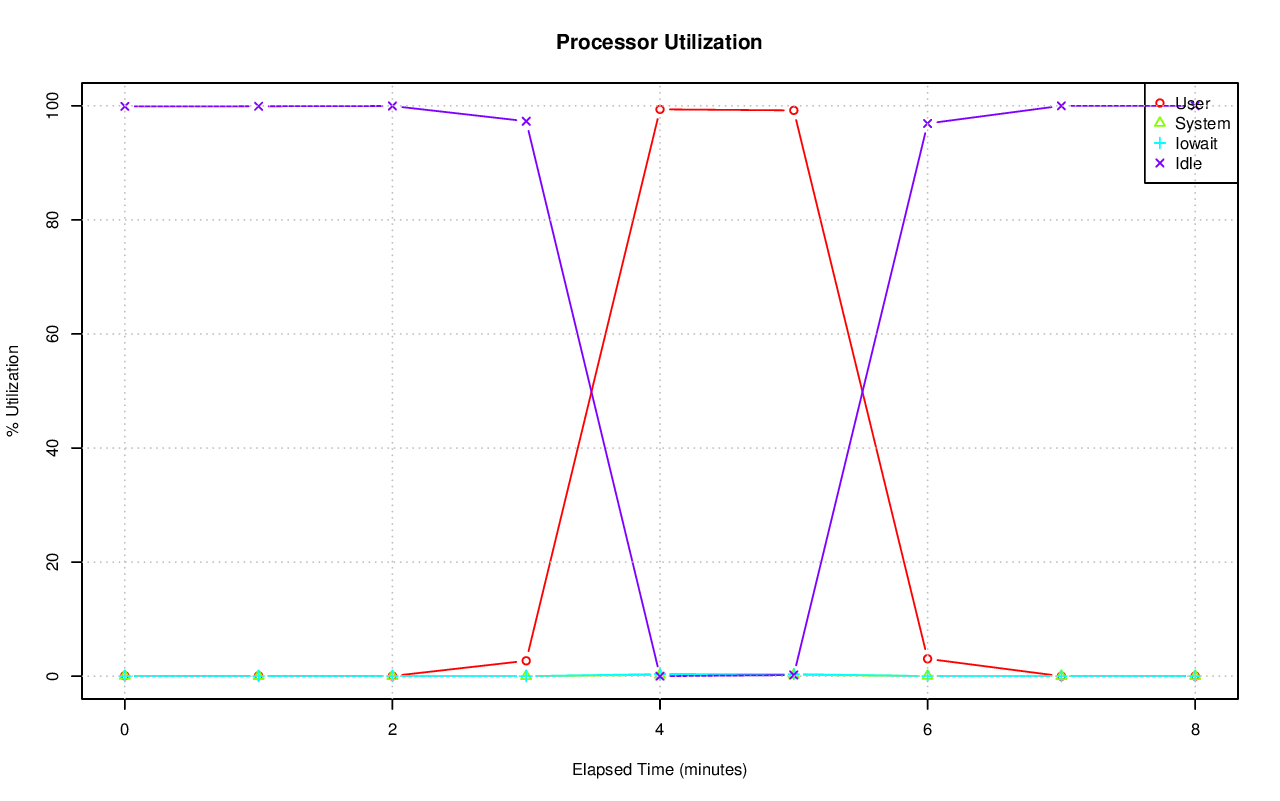 Processor Utilization
100
80
60
40
20
0
% Utilization
User
System
Iowait
Idle
0 2 4 6 8
Elapsed Time (minutes)